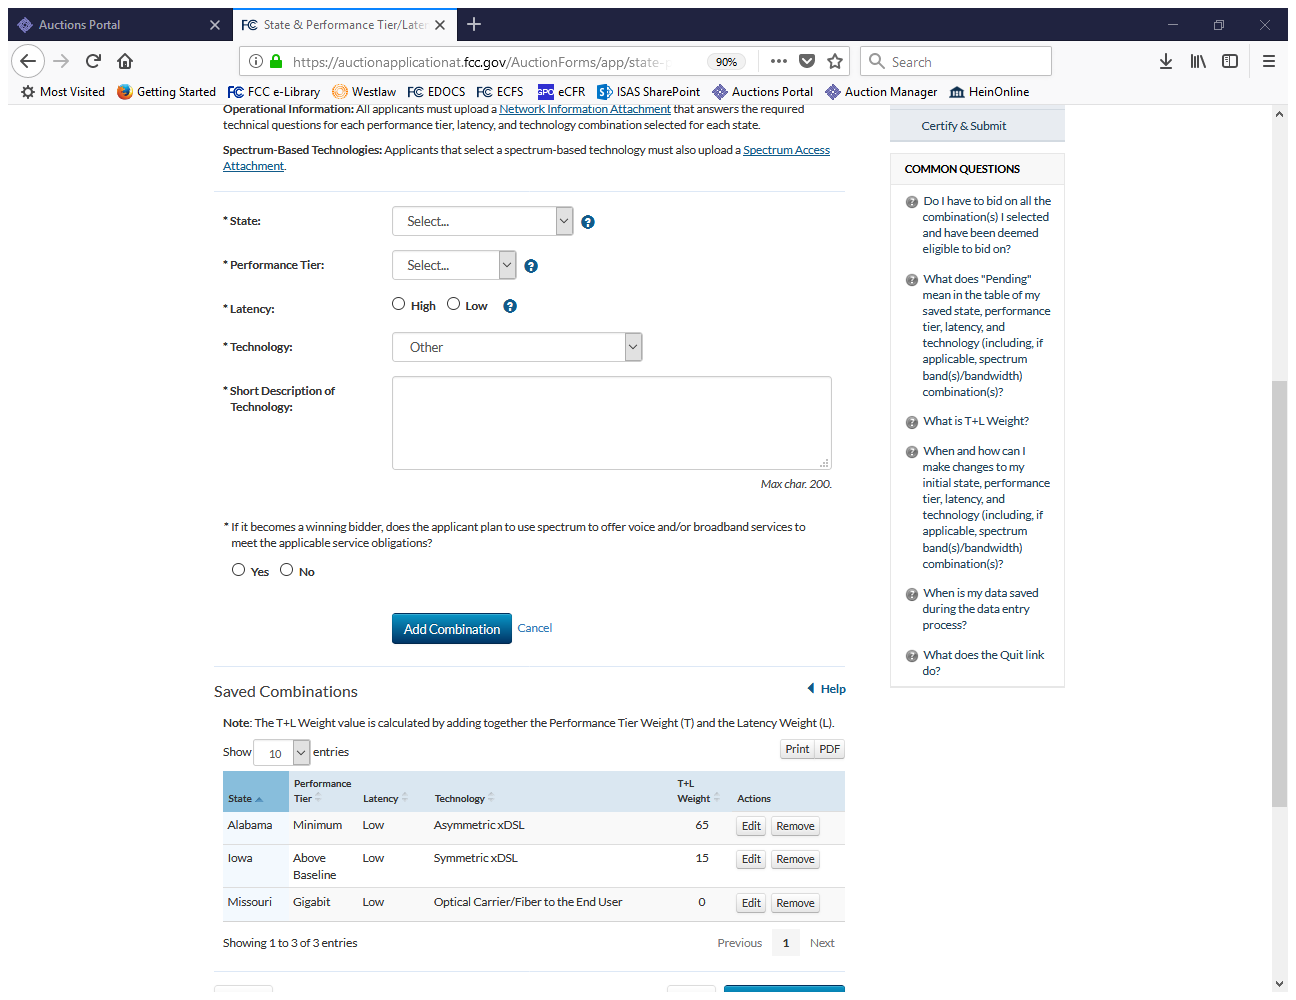 Auctions Portal
State & Performance Tier/Later
https://auctionapplicationat.fcc.gov/AuctionForms/app/state-
90%
Search
Most Visited
Getting Started
FCC e-Library
Westlaw
EDOCS
ECFS
eCFR
ISAS SharePoint
Auctions Portal
Auction Manager
HeinOnline
Operational Information: All applicants must upload a Network Information Attachment that answers the required
technical questions for each performance tier, latency, and technology combination selected for each state.
Spectrum-Based Technologies: Applicants that select a spectrum-based technology must also upload a Spectrum Access
Attachment.
* State:
Select...
* Performance Tier:
Select...
* Latency:
High
Low
* Technology:
Other
* Short Description of
Technology:
Max char. 200.
* If it becomes a winning bidder, does the applicant plan to use spectrum to offer voice and/or broadband services to
meet the applicable service obligations?
Yes
No
Add Combination
Cancel
Saved Combinations
Help
Note: The T+L Weight value is calculated by adding together the Performance Tier Weight (T) and the Latency Weight (L).
Show 10 entries
Print
PDF
State
Performance
Tier
Latency
Technology
T+L
Weight
Actions
Alabama
Minimum
Low
Asymmetric xDSL
65
Edit
Remove
Iowa
Above
Baseline
Low
Symmetric xDSL
15
Edit
Remove
Missouri
Gigabit
Low
Optical Carrier/Fiber to the End User
0
Edit
Remove
Showing 1 to 3 of 3 entries
Previous
1
Next
Certify & Submit
COMMON QUESTIONS
Do I have to bid on all the
combination(s) I selected
and have been deemed
eligible to bid on?
What does "Pending"
mean in the table of my
saved state, performance
tier, latency, and
technology (including, if
applicable, spectrum
band(s)/bandwidth)
combination(s)?
What is T+L Weight?
When and how can I
make changes to my
initial state, performance
tier, latency, and
technology (including, if
applicable, spectrum
band(s)/bandwidth)
combination(s)?
When is my data saved
during the data entry
process?
What does the Quit link
do?